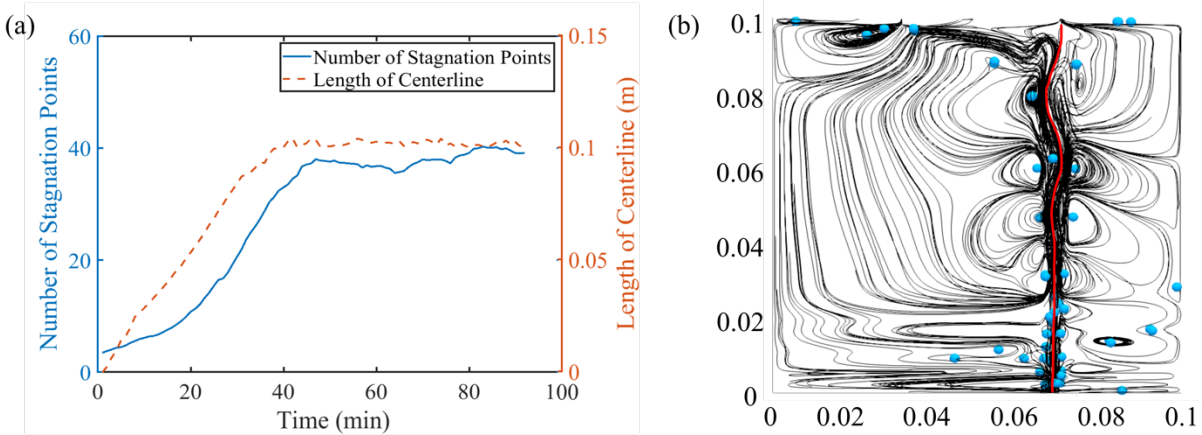 (a)
60
40
20
0
Number of Stagnation Points
Number of Stagnation Points
Length of Centerline
0.15
0.1
0.05
0
Length of Centerline (m)
0 20 40 60 80 100
Time (min)
(b)
0.1
0.08
0.06
0.04
0.02
0
0 0.02 0.04 0.06 0.08 0.1